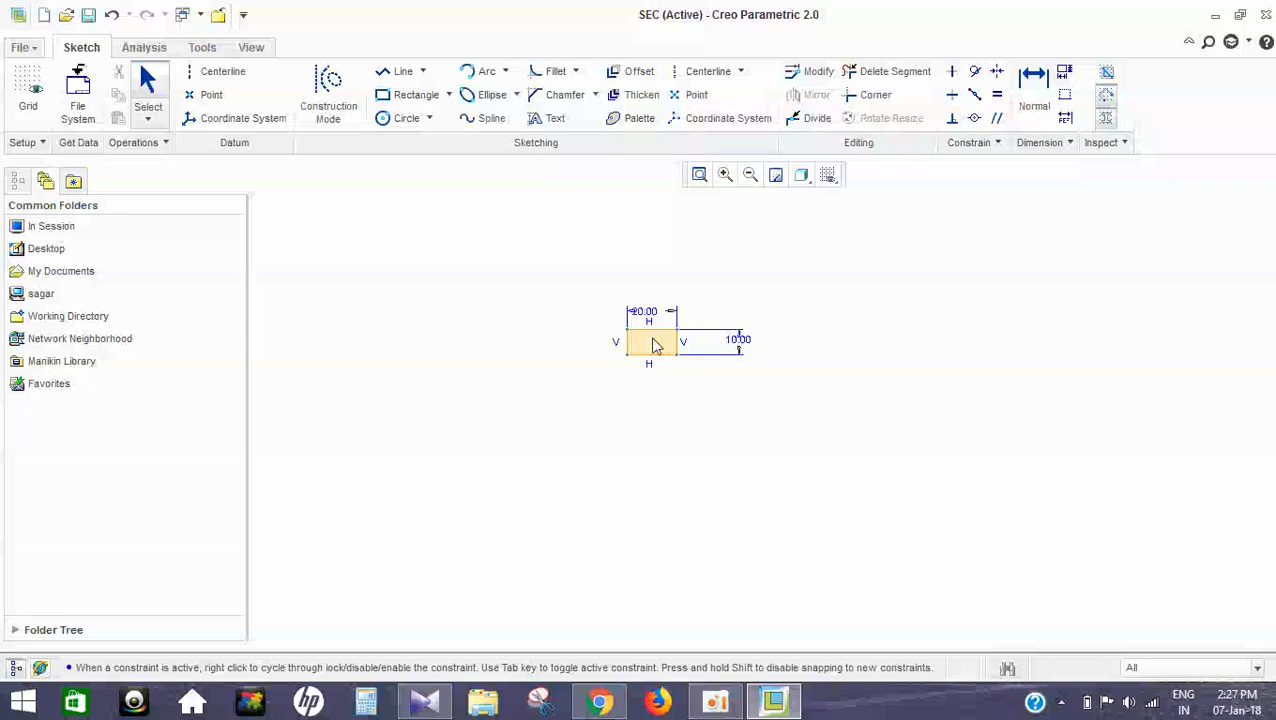 SEC (Active) - Creo Parametric 2.0
File Sketch Analysis Tools View
Grid
File System
Select
Centerline
Point
Coordinate System
Construction Mode
Line Arc Fillet Offset Centerline
Rectangle Ellipse Chamfer Thicken Point
Circle Spline Text Palette Coordinate System
Modify Delete Segment
Mirror Corner
Divide Rotate Resize
Normal
Setup Get Data Operations Datum Sketching Editing Constrain Dimension Inspect
Common Folders
In Session
Desktop
My Documents
sagar
Working Directory
Network Neighborhood
Manikin Library
Favorites
20.00
H
V V 10.00
H
Folder Tree
When a constraint is active, right click to cycle through lock/disable/enable the constraint. Use Tab key to toggle active constraint. Press and hold Shift to disable snapping to new constraints.
All
hp
ENG
IN
2:27 PM
07-Jan-18